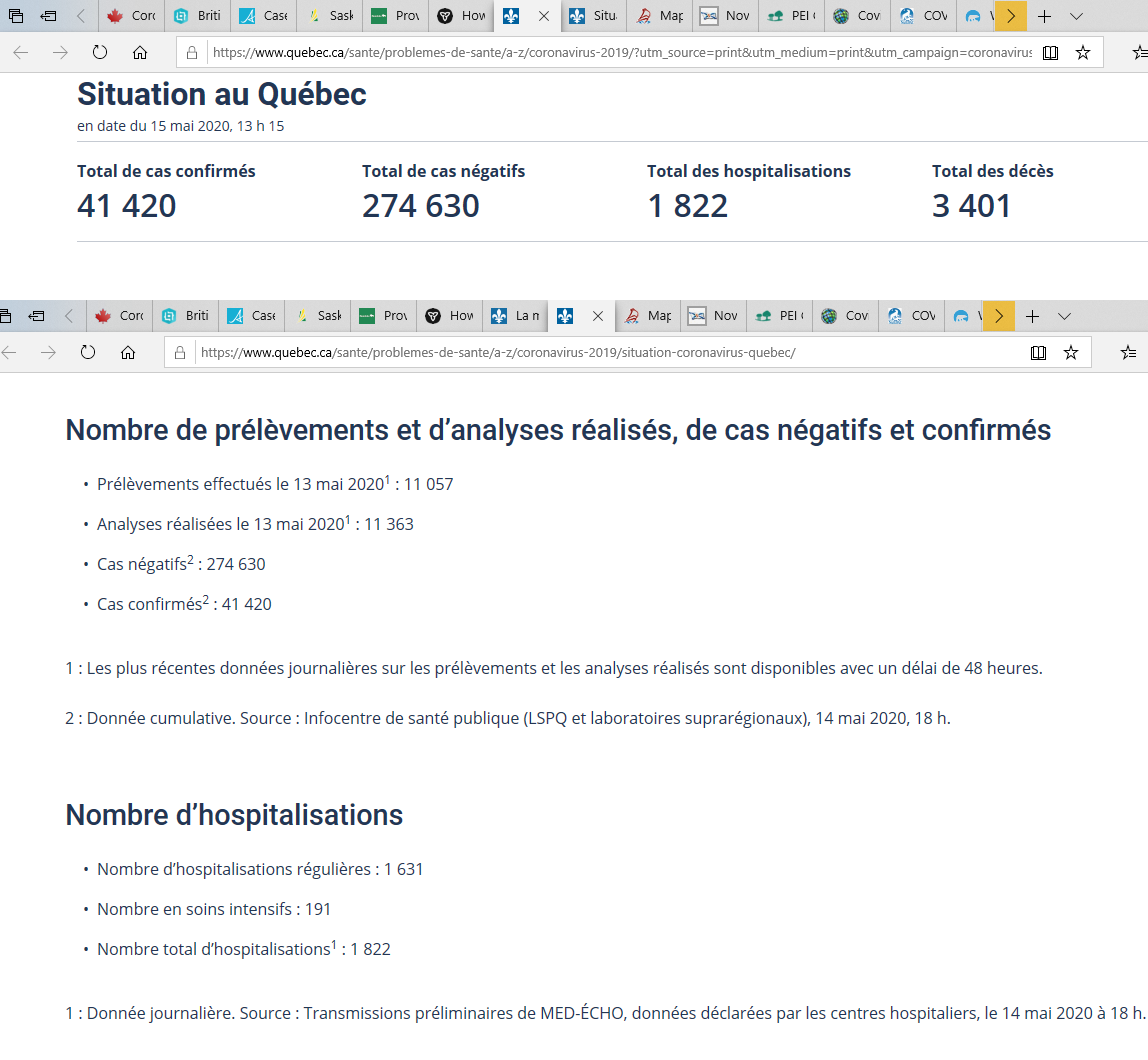 Corc
Briti
Case
Sask
Prov
How
Situ
Map
Nov
PEI (
Cov
COV
https://www.quebec.ca/sante/problemes-de-sante/a-z/coronavirus-2019/?utm_source=print&utm_medium=print&utm_campaign=coronavirus
Situation au Québec
en date du 15 mai 2020, 13 h 15
Total de cas confirmés Total de cas négatifs Total des hospitalisations Total des décès
41 420 274 630 1 822 3 401
Corc
Briti
Case
Sask
Prov
How
La n
Map
Nov
PEI (
Cov
COV
https://www.quebec.ca/sante/problemes-de-sante/a-z/coronavirus-2019/situation-coronavirus-quebec/
Nombre de prélèvements et d’analyses réalisés, de cas négatifs et confirmés
• Prélèvements effectués le 13 mai 2020¹ : 11 057
• Analyses réalisées le 13 mai 2020¹ : 11 363
• Cas négatifs² : 274 630
• Cas confirmés² : 41 420
1 : Les plus récentes données journalières sur les prélèvements et les analyses réalisés sont disponibles avec un délai de 48 heures.
2 : Donnée cumulative. Source : Infocentre de santé publique (LSPQ et laboratoires suprarégionaux), 14 mai 2020, 18 h.
Nombre d’hospitalisations
• Nombre d’hospitalisations régulières : 1 631
• Nombre en soins intensifs : 191
• Nombre total d’hospitalisations¹ : 1 822
1 : Donnée journalière. Source : Transmissions préliminaires de MED-ÉCHO, données déclarées par les centres hospitaliers, le 14 mai 2020 à 18 h.